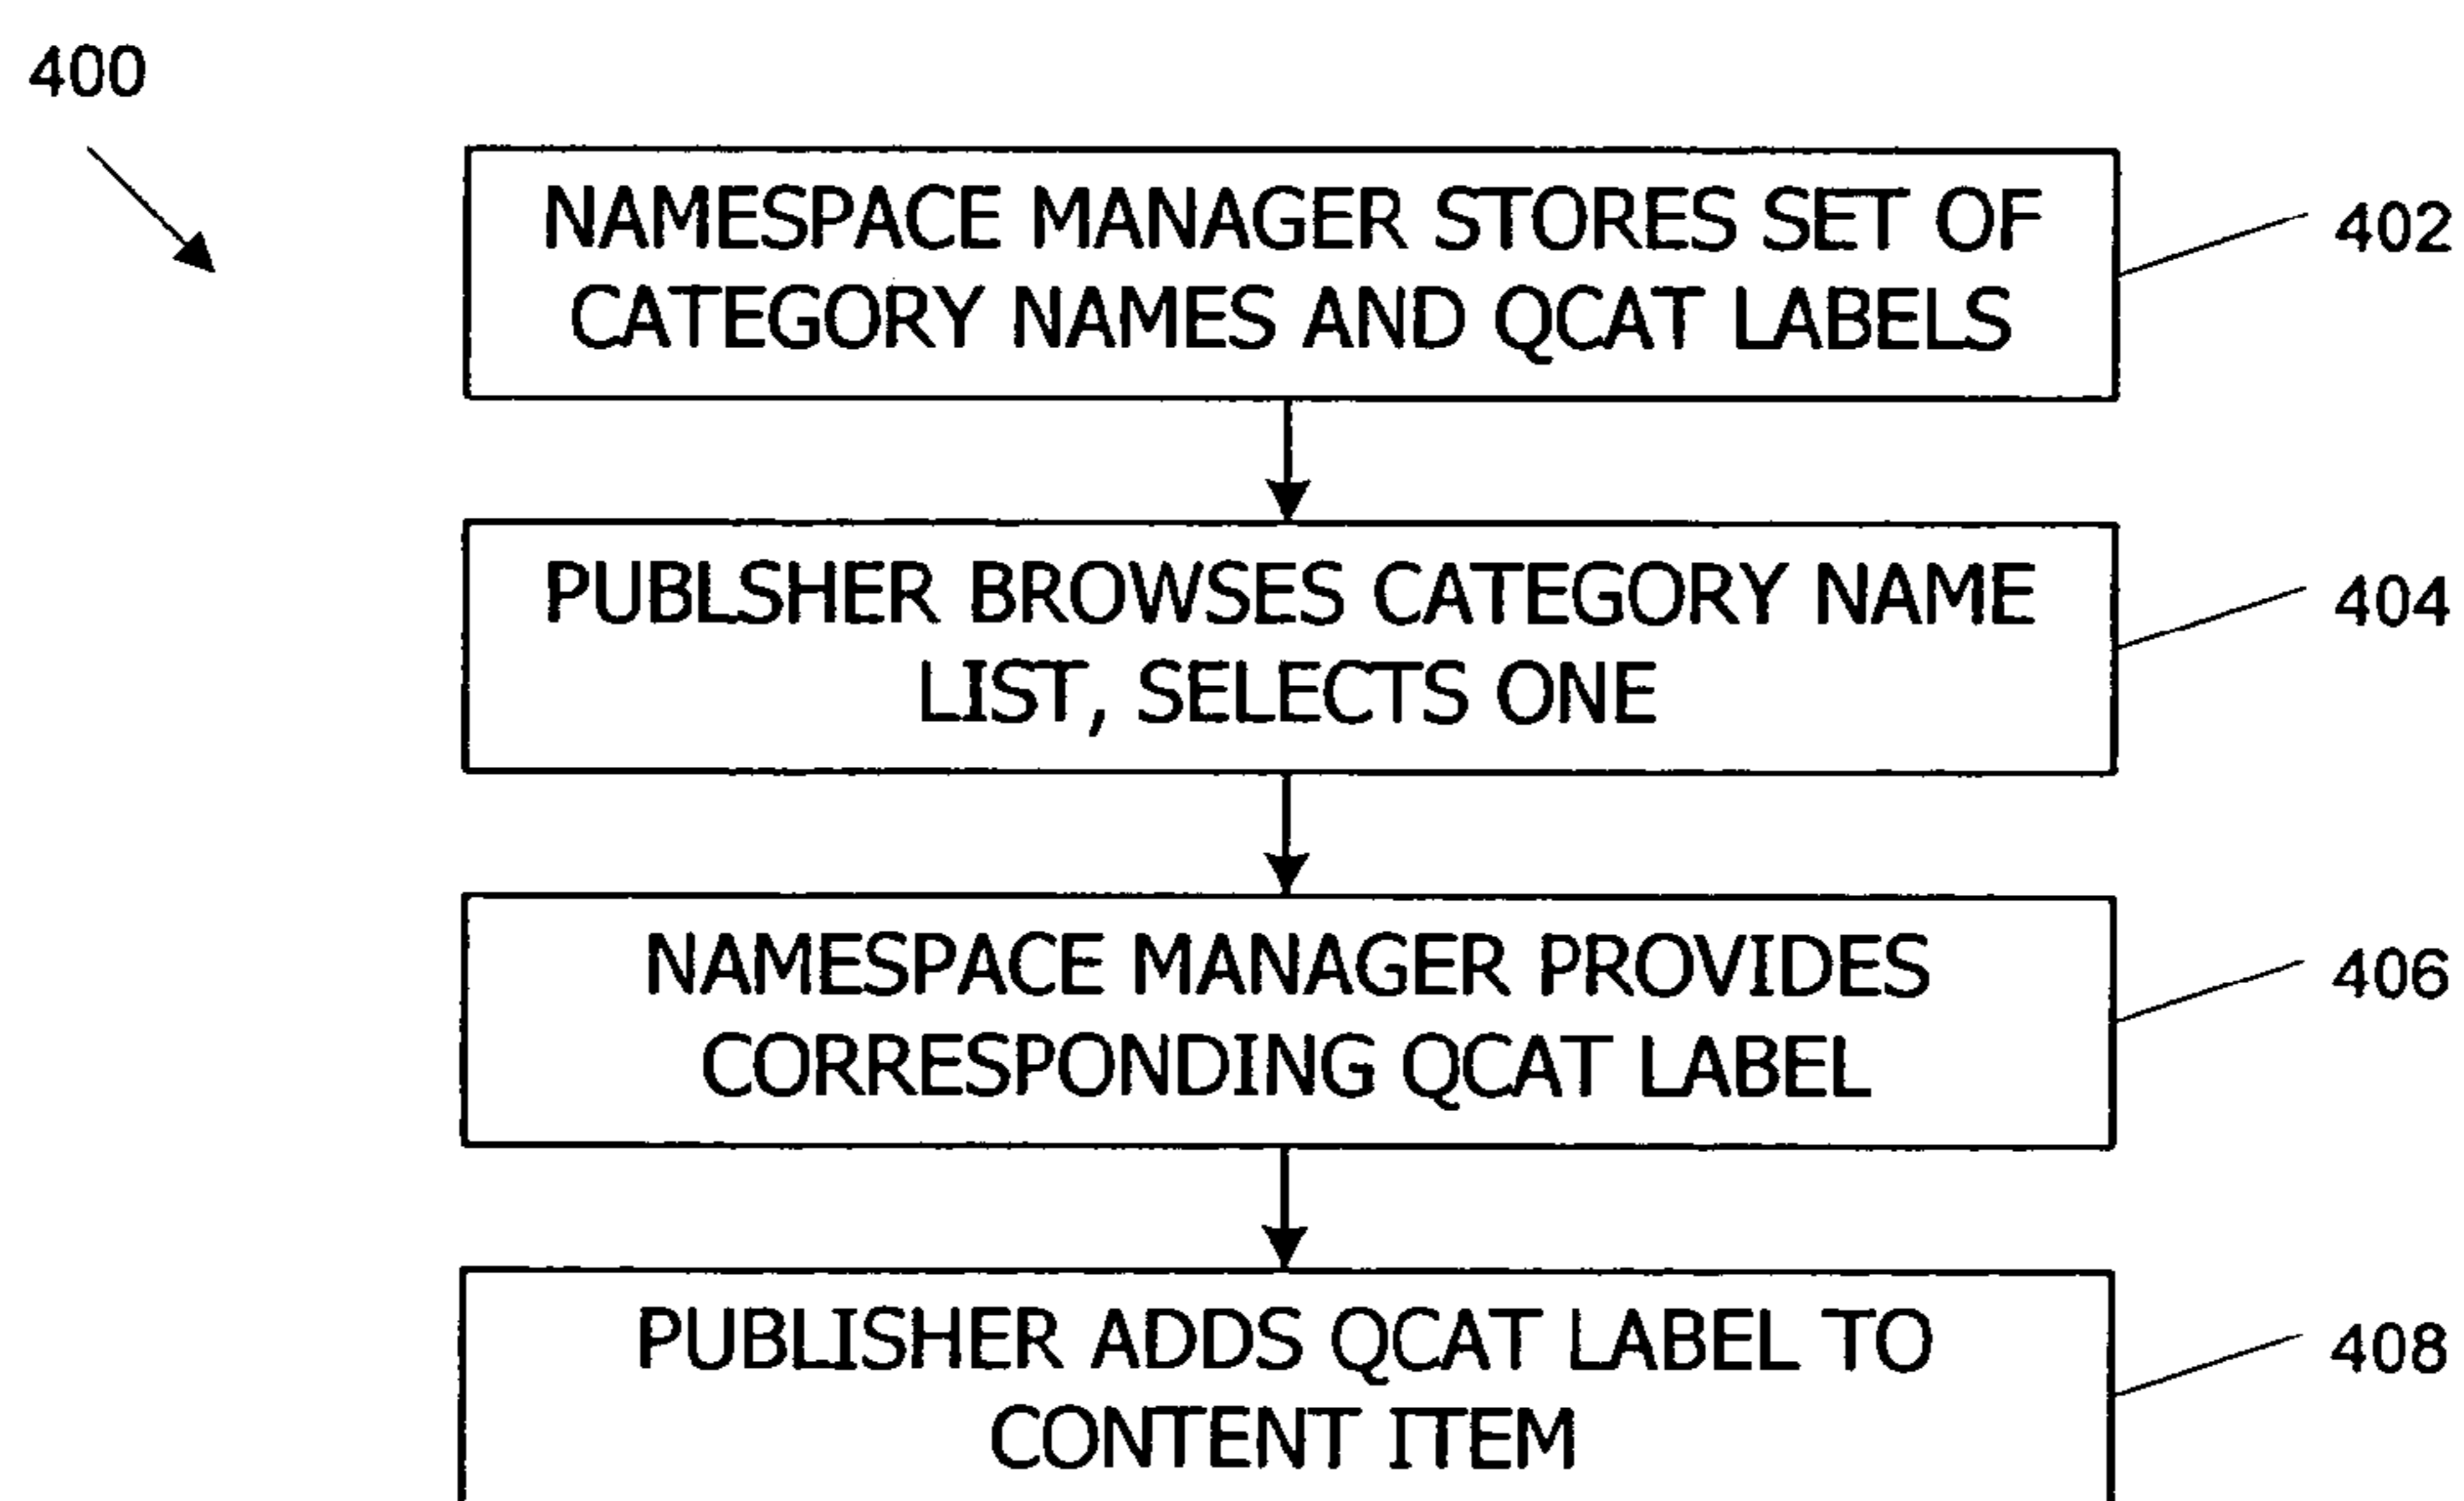 400
NAMESPACE MANAGER STORES SET OF
CATEGORY NAMES AND QCAT LABELS
402
PUBLSHER BROWSES CATEGORY NAME
LIST, SELECTS ONE
404
NAMESPACE MANAGER PROVIDES
CORRESPONDING QCAT LABEL
406
PUBLISHER ADDS QCAT LABEL TO
CONTENT ITEM
408